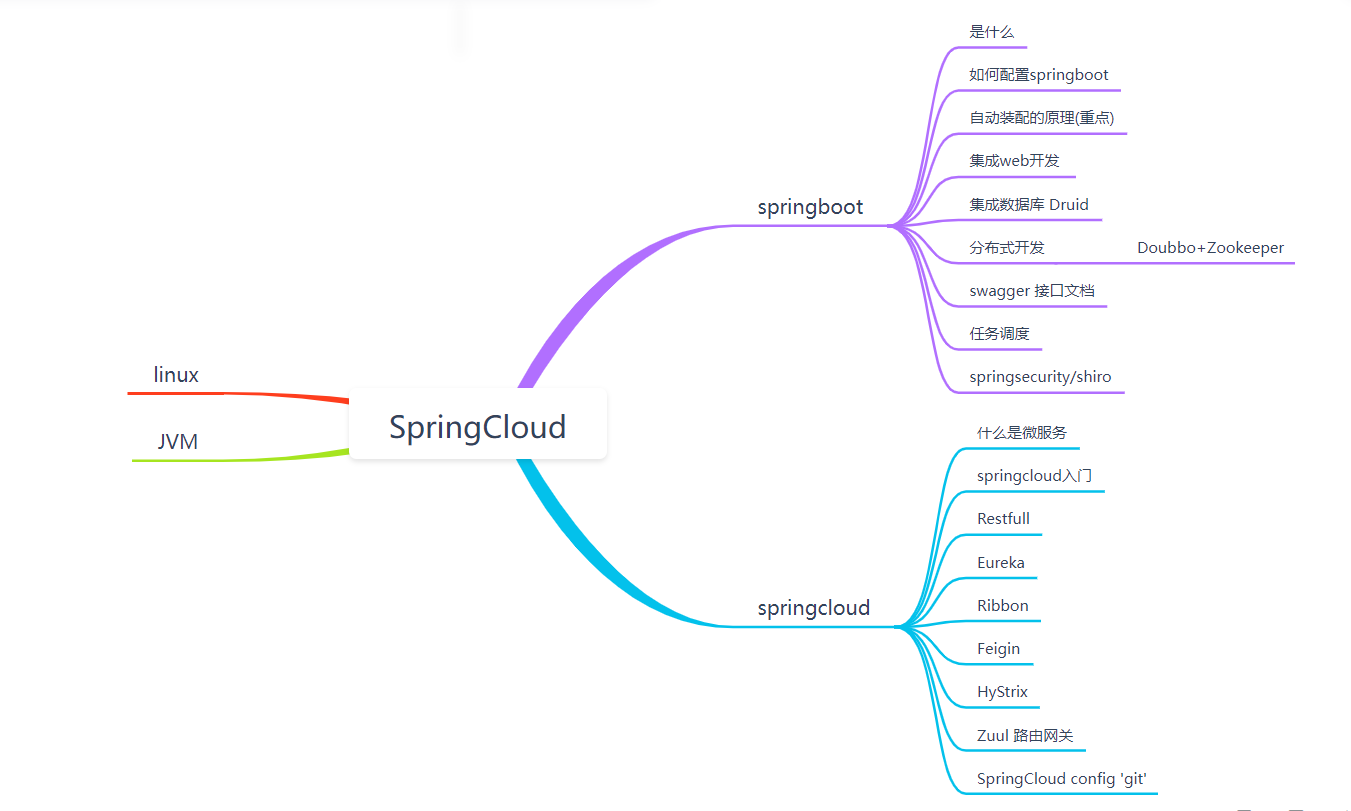 SpringCloud
springboot
是什么
如何配置springboot
自动装配的原理(重点)
集成web开发
集成数据库 Druid
分布式开发
Doubbo+Zookeeper
swagger 接口文档
任务调度
springsecurity/shiro
springcloud
什么是微服务
springcloud入门
Restfull
Eureka
Ribbon
Feigin
HyStrix
Zuul 路由网关
SpringCloud config 'git'
linux
JVM